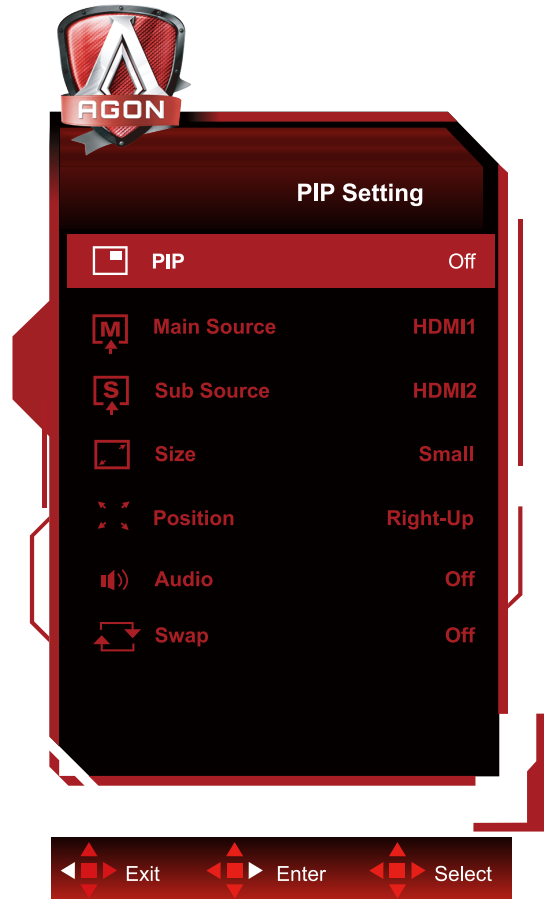 AGON
PIP Setting
PIP Off
M Main Source HDMI1
S Sub Source HDMI2
Size Small
Position Right-Up
Audio Off
Swap Off
Exit Enter Select